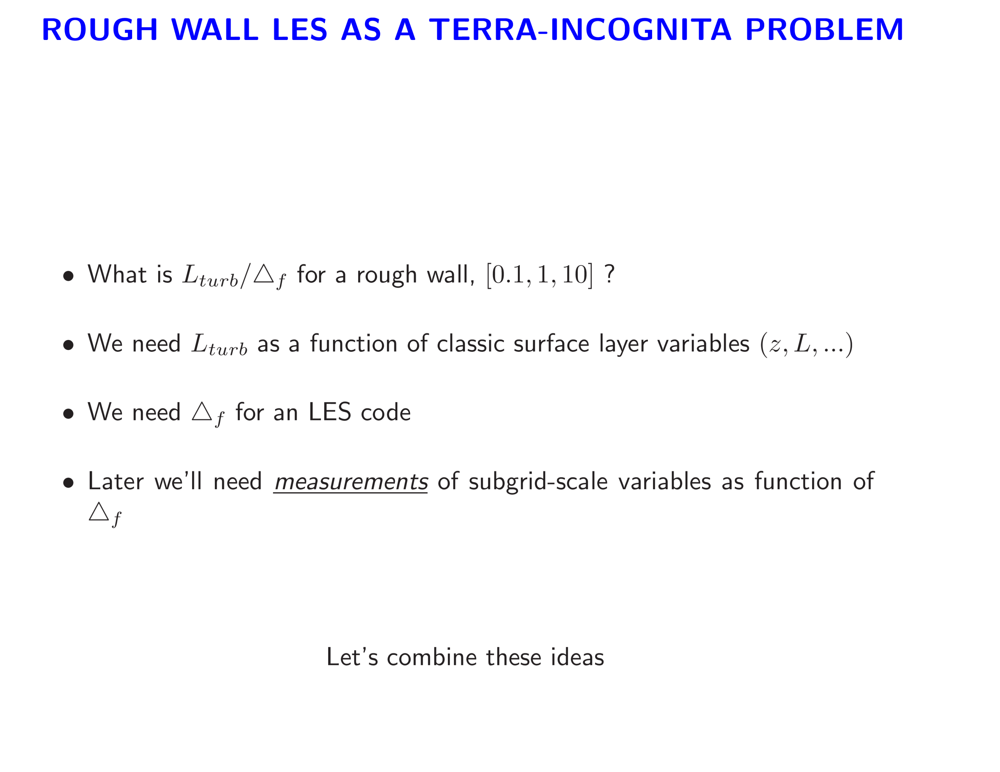 ROUGH WALL LES AS A TERRA-INCOGNITA PROBLEM
• What is $L_{turb}/\triangle_f$ for a rough wall, $[0.1, 1, 10]$ ?
• We need $L_{turb}$ as a function of classic surface layer variables $(z, L, ...)$
• We need $\triangle_f$ for an LES code
• Later we'll need measurements of subgrid-scale variables as function of
$\triangle_f$
Let's combine these ideas